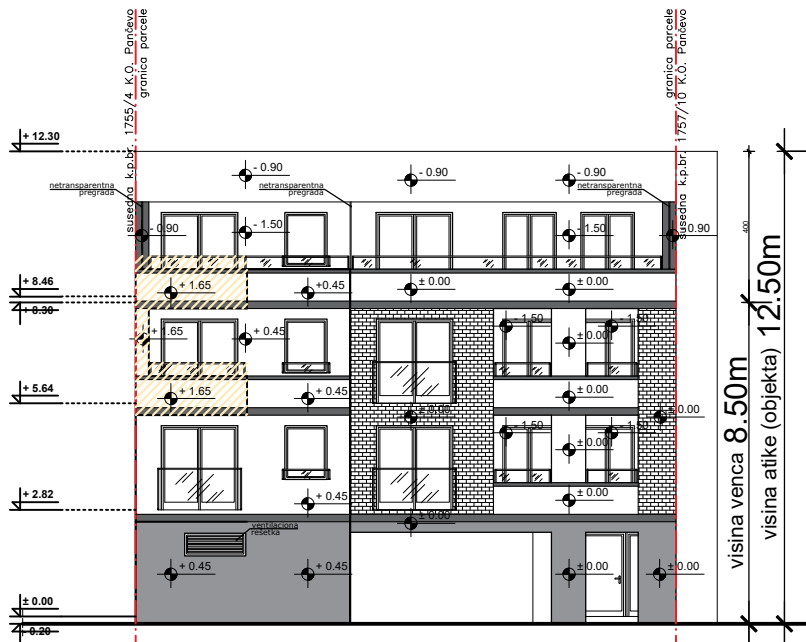 susedna k.p.br. 1755/4 K.O. Pančevo
granica parcele
susedna k.p.br. 1757/10 K.O. Pančevo
granica parcele
+ 12.30
- 0.90
- 0.90
- 0.90
netransparentna
pregrada
netransparentna
pregrada
netransparentna
pregrada
400
- 0.90
- 1.50
- 1.50
- 0.90
+ 8.46
+ 8.30
+ 1.65
+0.45
± 0.00
± 0.00
+ 1.65
+ 0.45
- 1.50
- 1.50
±0.00
+ 5.64
+ 1.65
+ 0.45
± 0.00
± 0.00
± 0.00
- 1.50
- 1.50
± 0.00
+ 2.82
+ 0.45
± 0.00
± 0.00
ventilaciona
rešetka
+ 0.45
+ 0.45
± 0.00
± 0.00
± 0.00
- 0.20
visina venca 8.50m
visina atike (objekta) 12.50m